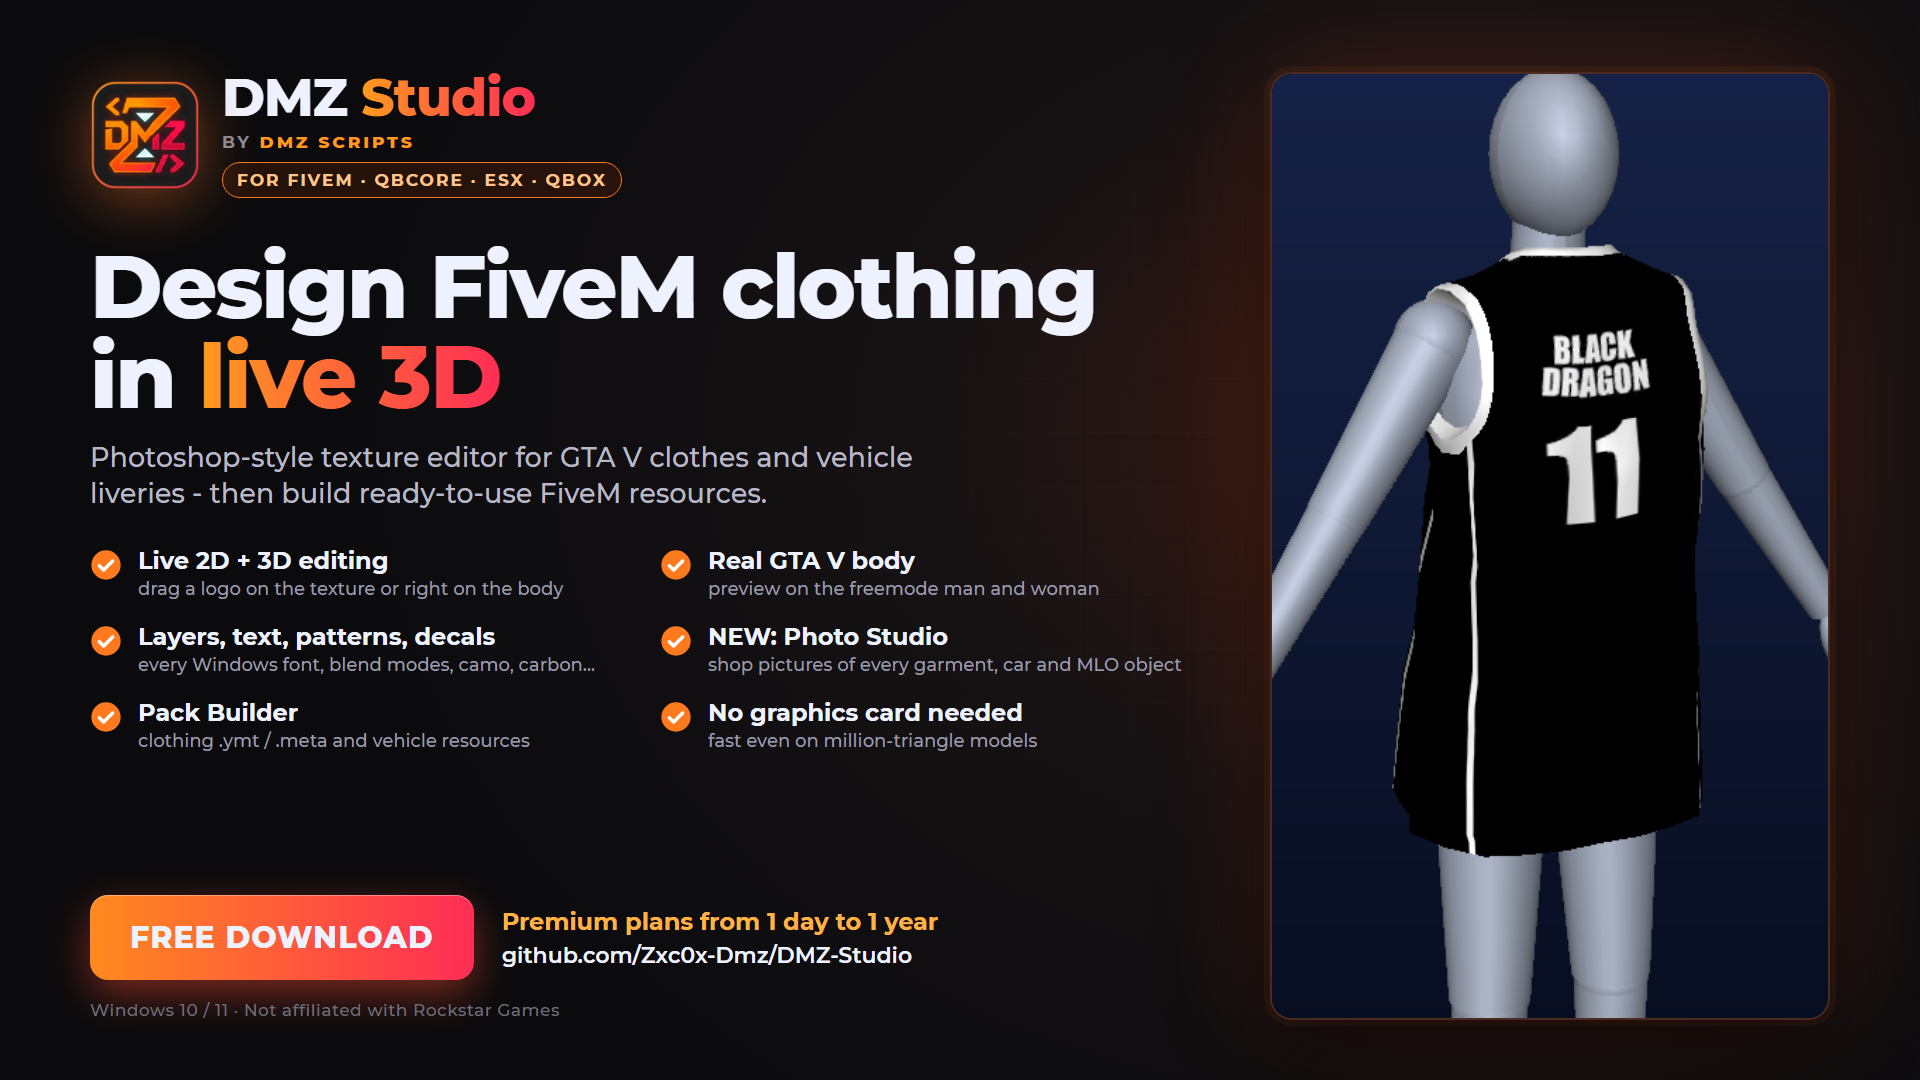 </>
DMZ
DMZ Studio
BY DMZ SCRIPTS
FOR FIVEM · QBCORE · ESX · QBOX
Design FiveM clothing
in live 3D
Photoshop-style texture editor for GTA V clothes and vehicle
liveries - then build ready-to-use FiveM resources.
Live 2D + 3D editing
drag a logo on the texture or right on the body
Real GTA V body
preview on the freemode man and woman
Layers, text, patterns, decals
every Windows font, blend modes, camo, carbon...
NEW: Photo Studio
shop pictures of every garment, car and MLO object
Pack Builder
clothing .ymt / .meta and vehicle resources
No graphics card needed
fast even on million-triangle models
FREE DOWNLOAD
Premium plans from 1 day to 1 year
github.com/Zxc0x-Dmz/DMZ-Studio
Windows 10 / 11 · Not affiliated with Rockstar Games
BLACK
DRAGON
11